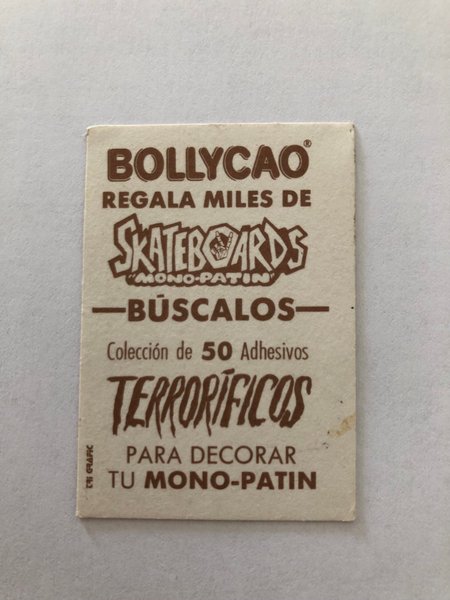 BOLLYCAO®
REGALA MILES DE
SKATEBOARDS
"MONO-PATIN"
—BÚSCALOS—
Colección de 50 Adhesivos
TERRORÍFICOS
PARA DECORAR
TU MONO-PATIN